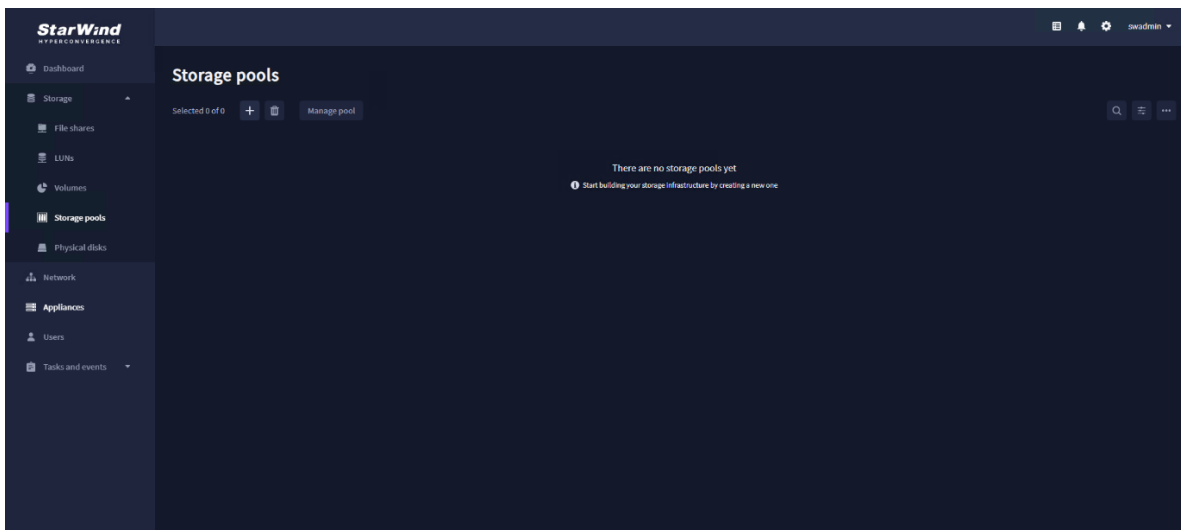 StarWind
HYPERCONVERGENCE
swadmin
Dashboard
Storage
File shares
LUNs
Volumes
Storage pools
Physical disks
Network
Appliances
Users
Tasks and events
Storage pools
Selected 0 of 0
Manage pool
There are no storage pools yet
Start building your storage infrastructure by creating a new one